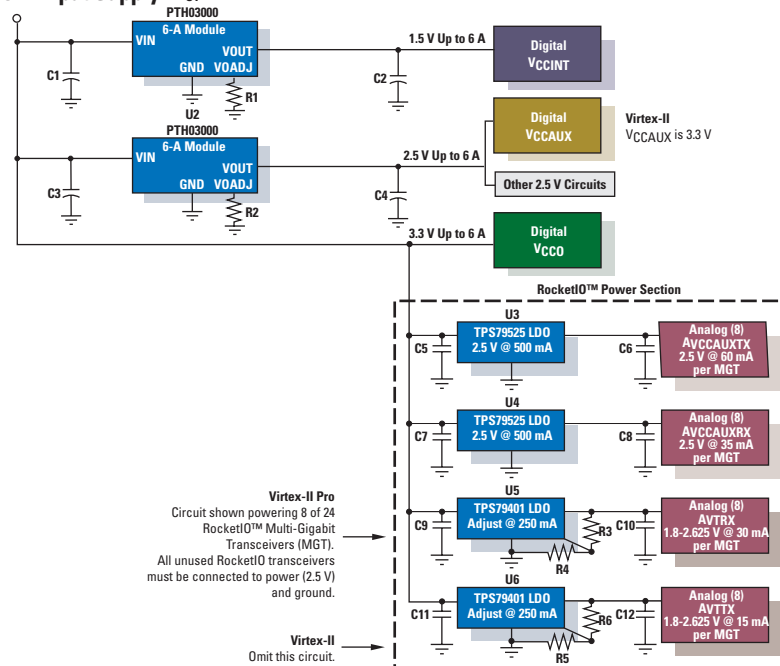 PTH03000
6-A Module
VIN
VOUT
GND VOADJ
C1
R1
C2
1.5 V Up to 6 A
Digital
VCCINT
U2
PTH03000
6-A Module
VIN
VOUT
GND VOADJ
C3
R2
C4
2.5 V Up to 6 A
Digital
VCCAUX
Virtex-II
VCCAUX is 3.3 V
Other 2.5 V Circuits
3.3 V Up to 6 A
Digital
VCCO
RocketIO™ Power Section
U3
TPS79525 LDO
2.5 V @ 500 mA
C5
C6
Analog (8)
AVCCAUXTX
2.5 V @ 60 mA
per MGT
U4
TPS79525 LDO
2.5 V @ 500 mA
C7
C8
Analog (8)
AVCCAUXRX
2.5 V @ 35 mA
per MGT
Virtex-II Pro
Circuit shown powering 8 of 24
RocketIO™ Multi-Gigabit
Transceivers (MGT).
All unused RocketIO transceivers
must be connected to power (2.5 V)
and ground.
U5
TPS79401 LDO
Adjust @ 250 mA
C9
R3
R4
C10
Analog (8)
AVTRX
1.8-2.625 V @ 30 mA
per MGT
U6
TPS79401 LDO
Adjust @ 250 mA
C11
R6
R5
C12
Analog (8)
AVTTX
1.8-2.625 V @ 15 mA
per MGT
Virtex-II
Omit this circuit.